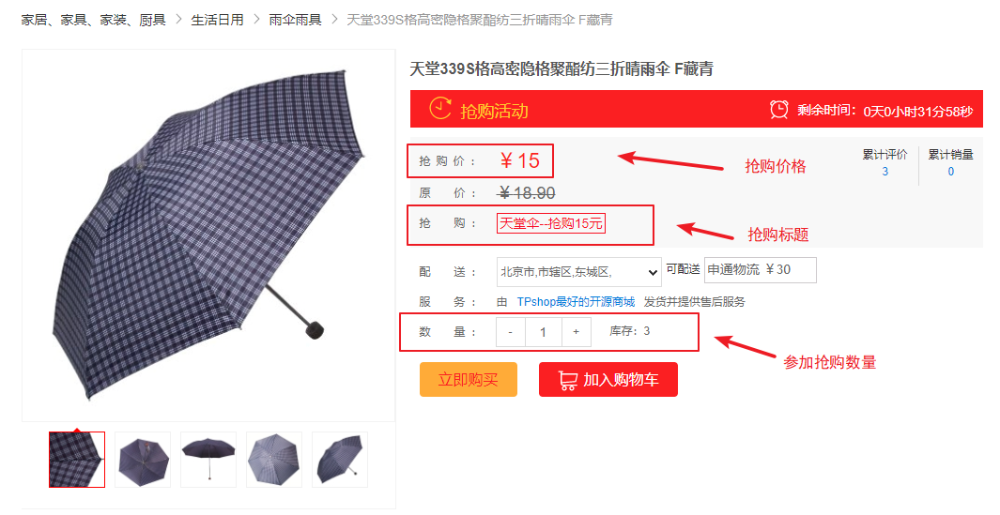 家居、家具、家装、厨具 > 生活日用 > 雨伞雨具 > 天堂339S格高密隐格聚酯纺三折晴雨伞 F藏青
天堂339S格高密隐格聚酯纺三折晴雨伞 F藏青
抢购活动 剩余时间：0天0小时31分58秒
抢购价： ￥15
抢购价格
累计评价 累计销量
3 0
原价： ￥18.90
抢购： 天堂伞--抢购15元
抢购标题
配送： 北京市,市辖区,东城区, 可配送 申通物流 ￥30
服务： 由 TPshop最好的开源商城 发货并提供售后服务
数量： - 1 + 库存：3
参加抢购数量
立即购买 加入购物车